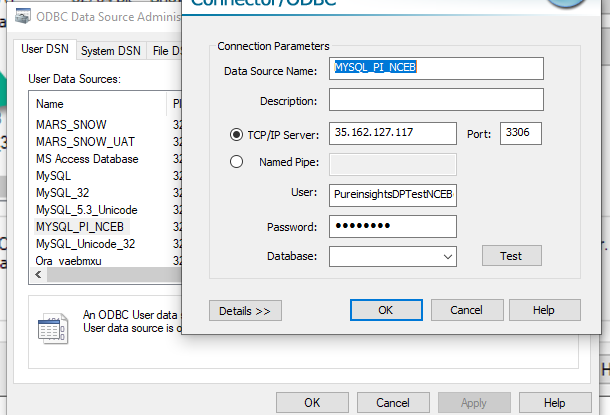 ODBC Data Source Adminis
Connector/ODBC
User DSN
System DSN
File DS
User Data Sources:
Name
MARS_SNOW 32
MARS_SNOW_UAT 32
MS Access Database 32
MySQL 32
MySQL_32 32
MySQL_5.3_Unicode 32
MYSQL_PI_NCEB 32
MySQL_Unicode_32 32
Ora_vaebmxu 32
An ODBC User data
User data source is
Connection Parameters
Data Source Name: MYSQL_PI_NCEB
Description:
TCP/IP Server: 35.162.127.117 Port: 3306
Named Pipe:
User: PureinsightsDPTestNCEB
Password: ••••••••
Database:
Test
Details >>
OK
Cancel
Help
OK
Cancel
Apply
Help